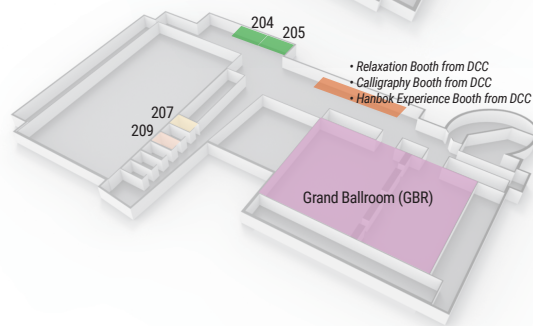 204
205
• Relaxation Booth from DCC
• Calligraphy Booth from DCC
• Hanbok Experience Booth from DCC
207
209
Grand Ballroom (GBR)